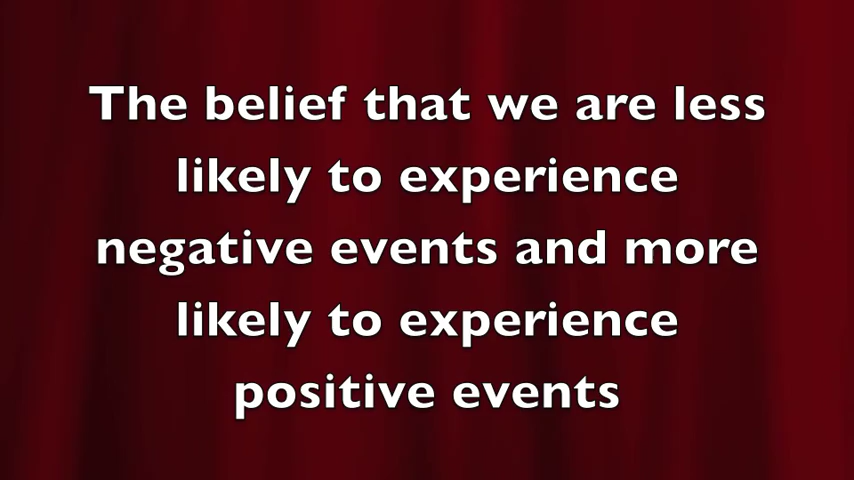 The belief that we are less
likely to experience
negative events and more
likely to experience
positive events